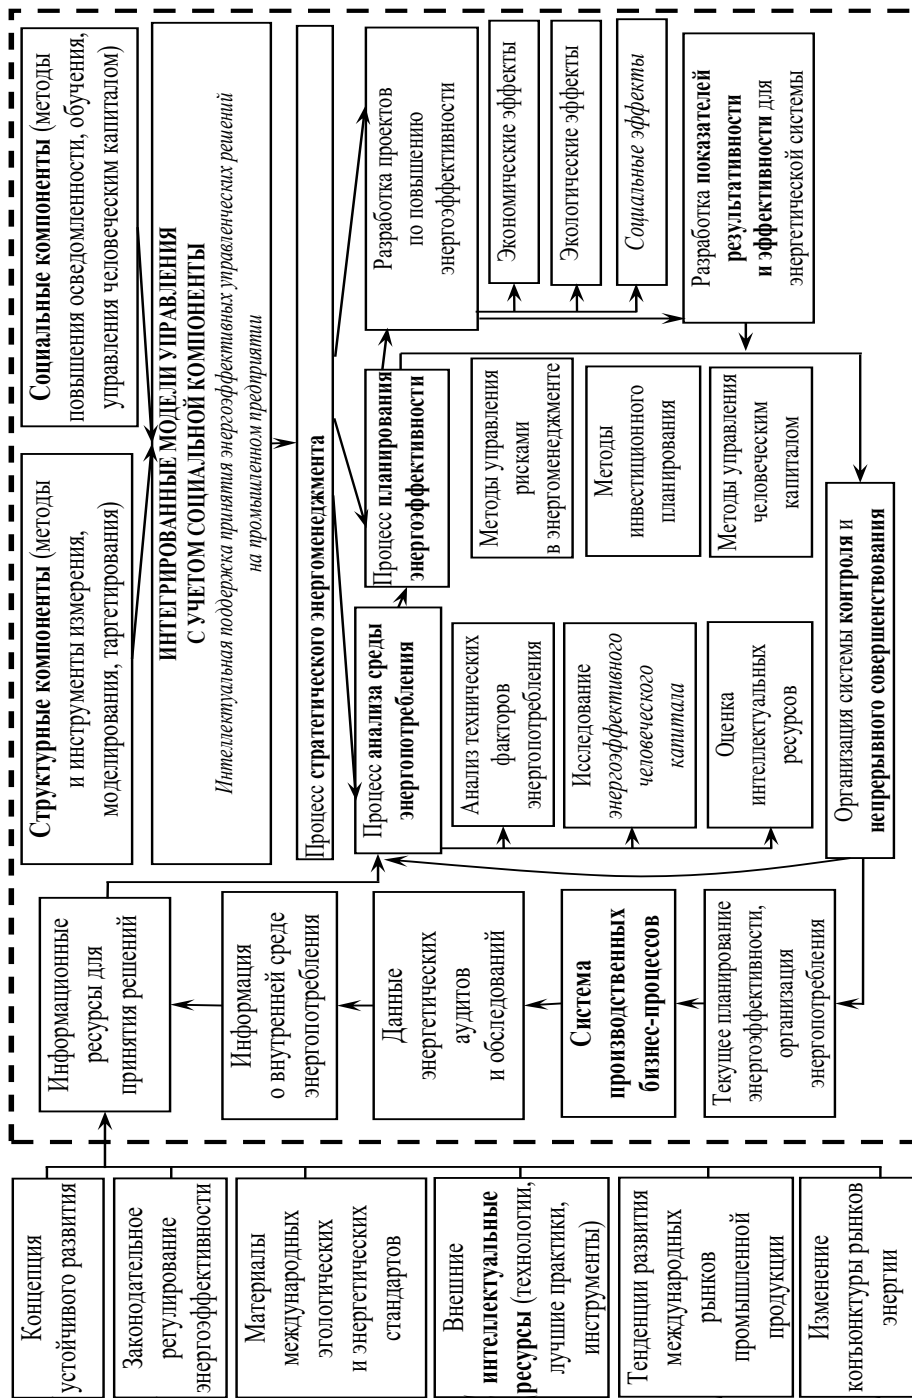 Концепция
устойчивого развития
Законодательное
регулирование
энергоэффективности
Материалы
международных
эгологических
и энергетических
стандартов
Внешние
интеллектуальные
ресурсы (технологии,
лучшие практики,
инструменты)
Тенденции развития
международных
рынков
промышленной
продукции
Изменение
конъюнктуры рынков
энергии
Информационные
ресурсы для
принятия решений
Информация
о внутренней среде
энергопотребления
Данные
энергетических
аудитов
и обследований
Система
производственных
бизнес-процессов
Текущее планирование
энергоэффективности,
организация
энергопотребления
Структурные компоненты (методы
и инструменты измерения,
моделирования, таргетирования)
Социальные компоненты (методы
повышения осведомленности, обучения,
управления человеческим капиталом)
ИНТЕГРИРОВАННЫЕ МОДЕЛИ УПРАВЛЕНИЯ
С УЧЕТОМ СОЦИАЛЬНОЙ КОМПОНЕНТЫ
Интеллектуальная поддержка принятия энергоэффективных управленческих решений
на промышленном предприятии
Процесс стратегического энергоменеджмента
Процесс анализа среды
энергопотребления
Процесс планирования
энергоэффективности
Разработка проектов
по повышению
энергоэффективности
Анализ технических
факторов
энергопотребления
Исследование
энергоэффективного
человеческого
капитала
Оценка
интеллектуальных
ресурсов
Методы управления
рисками
в энергоменеджменте
Методы
инвестиционного
планирования
Методы управления
человеческим
капиталом
Экономические эффекты
Экологические эффекты
Социальные эффекты
Разработка показателей
результативности
и эффективности для
энергетической системы
Организация системы контроля и
непрерывного совершенствования